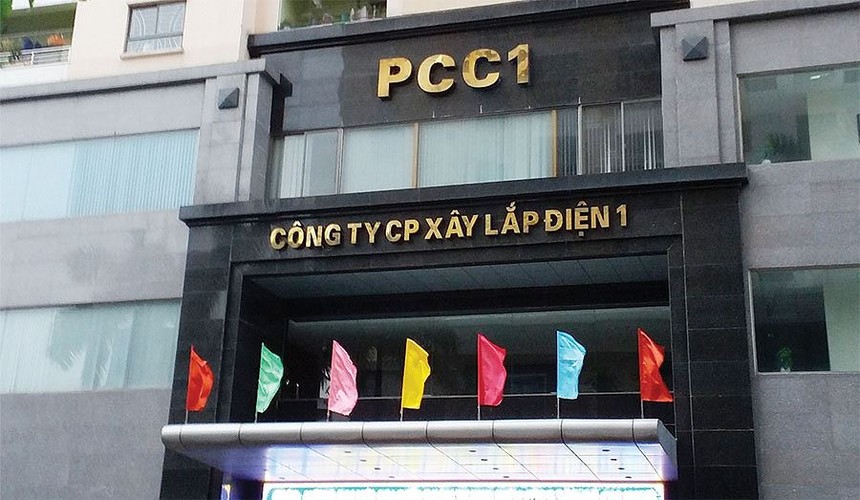 PCC1
CÔNG TY CP XÂY LẮP ĐIỆN 1